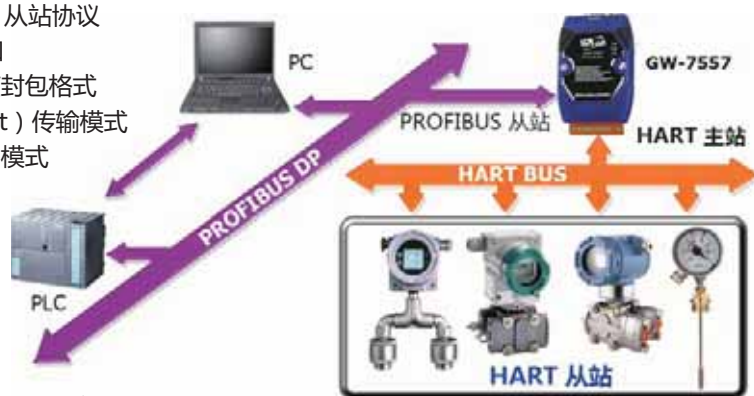 从站协议
封包格式
t ) 传输模式
模式
PC
GW-7557
PROFIBUS 从站
HART 主站
HART BUS
PROFIBUS DP
PLC
HART 从站